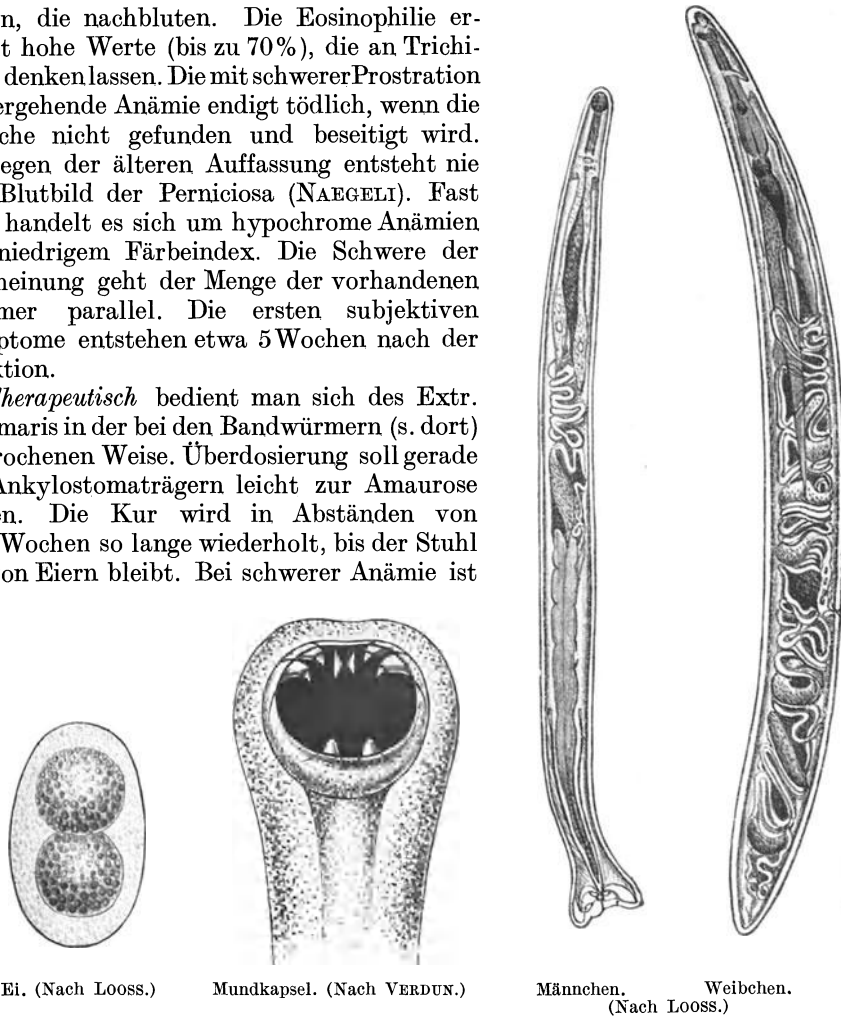 n, die nachbluten. Die Eosinophilie er-
t hohe Werte (bis zu 70%), die an Trichi-
denken lassen. Die mit schwerer Prostration
ergehende Anämie endigt tödlich, wenn die
che nicht gefunden und beseitigt wird.
egen der älteren Auffassung entsteht nie
Blutbild der Perniciosa (NAEGELI). Fast
handelt es sich um hypochrome Anämien
niedrigem Färbeindex. Die Schwere der
heinung geht der Menge der vorhandenen
mer parallel. Die ersten subjektiven
ptome entstehen etwa 5 Wochen nach der
ktion.
herapeutisch bedient man sich des Extr.
maris in der bei den Bandwürmern (s. dort)
rochenen Weise. Überdosierung soll gerade
Ankylostomaträgern leicht zur Amaurose
en. Die Kur wird in Abständen von
Wochen so lange wiederholt, bis der Stuhl
on Eiern bleibt. Bei schwerer Anämie ist
Ei. (Nach LOOSS.)
Mundkapsel. (Nach VERDUN.)
Männchen. Weibchen.
(Nach LOOSS.)